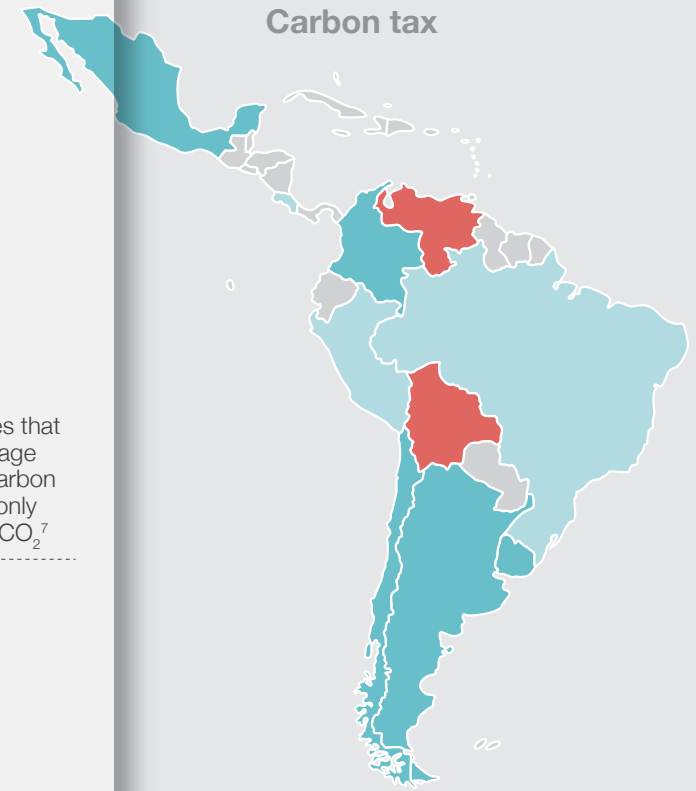 Carbon tax
es that
age
arbon
only
CO₂⁷